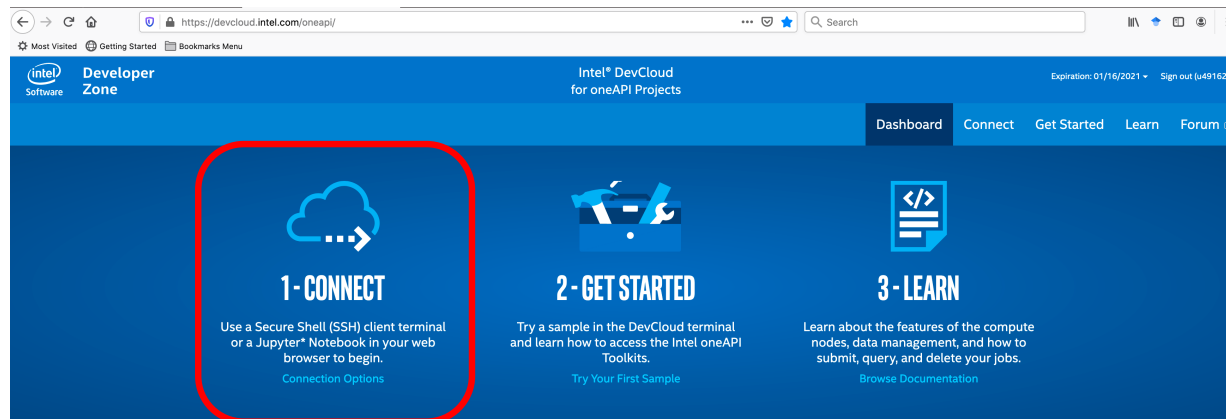 https://devcloud.intel.com/oneapi/
Search
Most Visited Getting Started Bookmarks Menu
intel Software
Developer Zone
Intel® DevCloud
for oneAPI Projects
Expiration: 01/16/2021 Sign out (u49162
Dashboard Connect Get Started Learn Forum
1 - CONNECT
Use a Secure Shell (SSH) client terminal
or a Jupyter* Notebook in your web
browser to begin.
Connection Options
2 - GET STARTED
Try a sample in the DevCloud terminal
and learn how to access the Intel oneAPI
Toolkits.
Try Your First Sample
</>
3 - LEARN
Learn about the features of the compute
nodes, data management, and how to
submit, query, and delete your jobs.
Browse Documentation